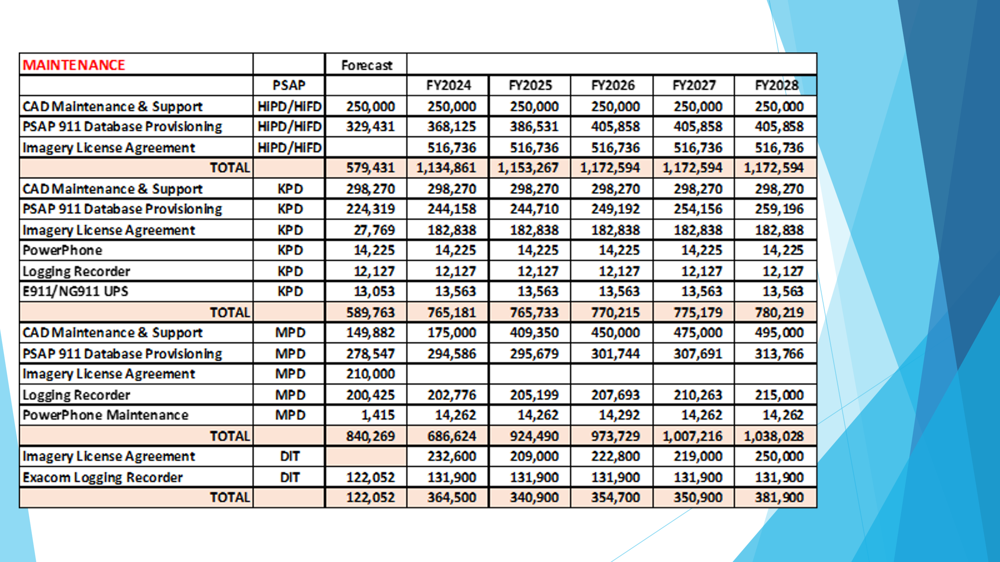 MAINTENANCE Forecast
PSAP FY2024 FY2025 FY2026 FY2027 FY2028
CAD Maintenance & Support HIPD/HIFD 250,000 250,000 250,000 250,000 250,000 250,000
PSAP 911 Database Provisioning HIPD/HIFD 329,431 368,125 386,531 405,858 405,858 405,858
Imagery License Agreement HIPD/HIFD 516,736 516,736 516,736 516,736 516,736
TOTAL 579,431 1,134,861 1,153,267 1,172,594 1,172,594 1,172,594
CAD Maintenance & Support KPD 298,270 298,270 298,270 298,270 298,270 298,270
PSAP 911 Database Provisioning KPD 224,319 244,158 244,710 249,192 254,156 259,196
Imagery License Agreement KPD 27,769 182,838 182,838 182,838 182,838 182,838
PowerPhone KPD 14,225 14,225 14,225 14,225 14,225 14,225
Logging Recorder KPD 12,127 12,127 12,127 12,127 12,127 12,127
E911/NG911 UPS KPD 13,053 13,563 13,563 13,563 13,563 13,563
TOTAL 589,763 765,181 765,733 770,215 775,179 780,219
CAD Maintenance & Support MPD 149,882 175,000 409,350 450,000 475,000 495,000
PSAP 911 Database Provisioning MPD 278,547 294,586 295,679 301,744 307,691 313,766
Imagery License Agreement MPD 210,000
Logging Recorder MPD 200,425 202,776 205,199 207,693 210,263 215,000
PowerPhone Maintenance MPD 1,415 14,262 14,262 14,292 14,262 14,262
TOTAL 840,269 686,624 924,490 973,729 1,007,216 1,038,028
Imagery License Agreement DIT 232,600 209,000 222,800 219,000 250,000
Exacom Logging Recorder DIT 122,052 131,900 131,900 131,900 131,900 131,900
TOTAL 122,052 364,500 340,900 354,700 350,900 381,900